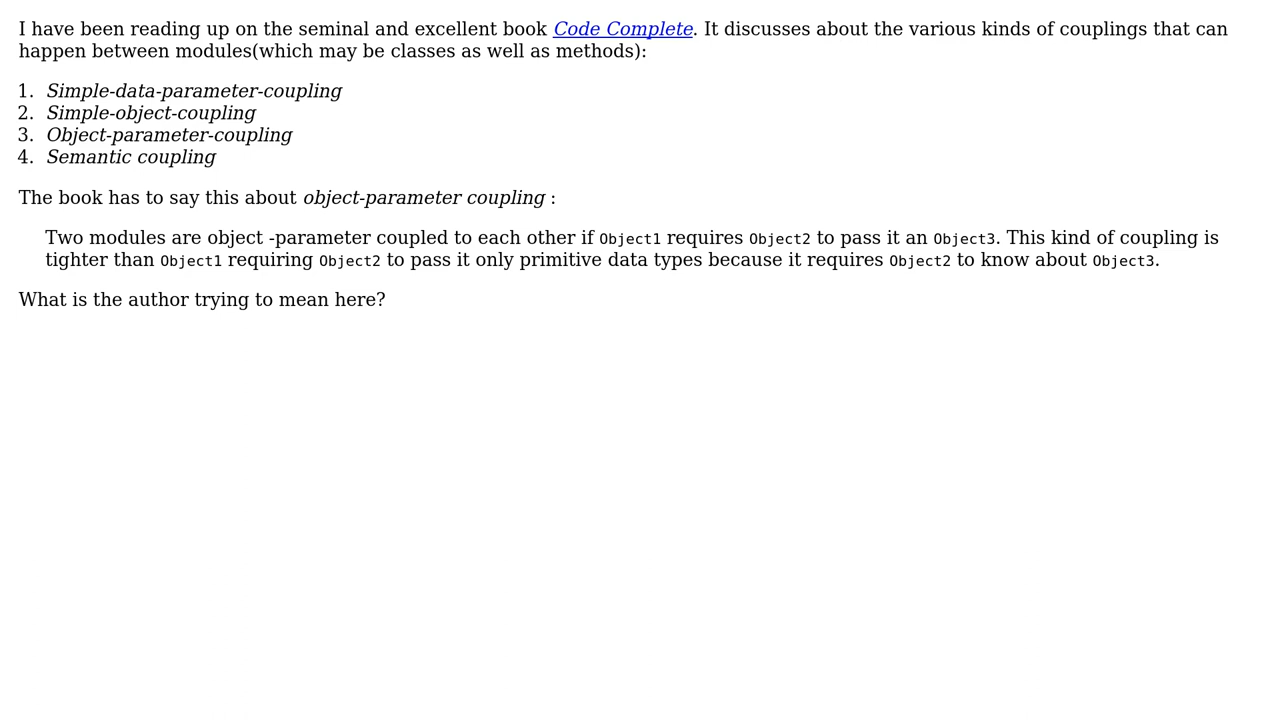 I have been reading up on the seminal and excellent book Code Complete. It discusses about the various kinds of couplings that can
happen between modules(which may be classes as well as methods):
1. Simple-data-parameter-coupling
2. Simple-object-coupling
3. Object-parameter-coupling
4. Semantic coupling
The book has to say this about object-parameter coupling :
Two modules are object -parameter coupled to each other if Object1 requires Object2 to pass it an Object3. This kind of coupling is
tighter than Object1 requiring Object2 to pass it only primitive data types because it requires Object2 to know about Object3.
What is the author trying to mean here?